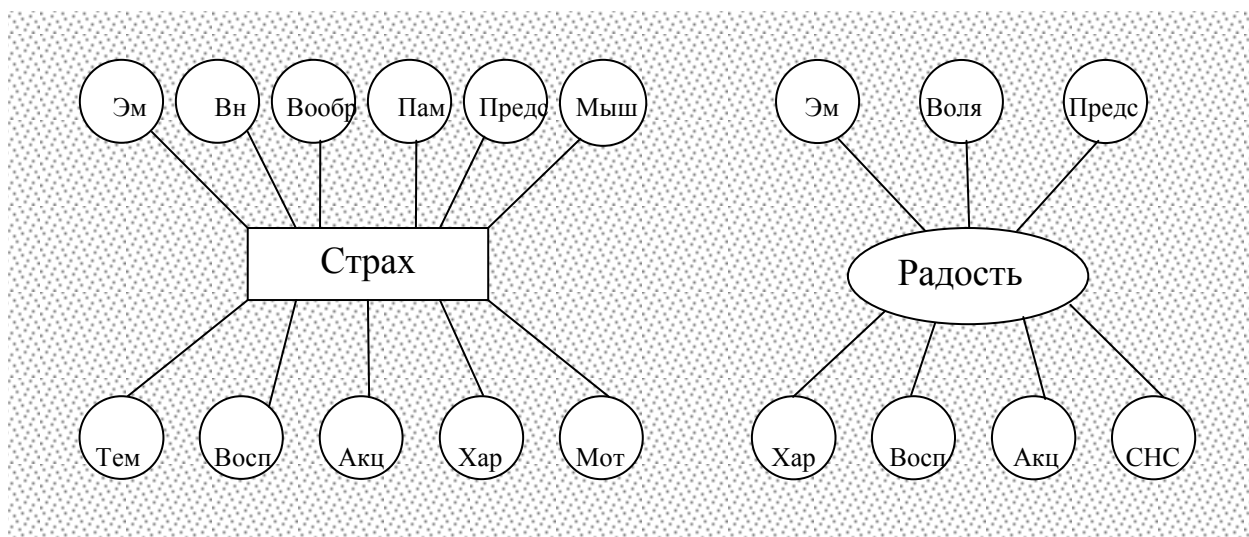 Эм Вн Вообр Пам Предс Мыш
Эм Воля Предс
Страх
Радость
Тем Восп Акц Хар Мот
Хар Восп Акц СНС